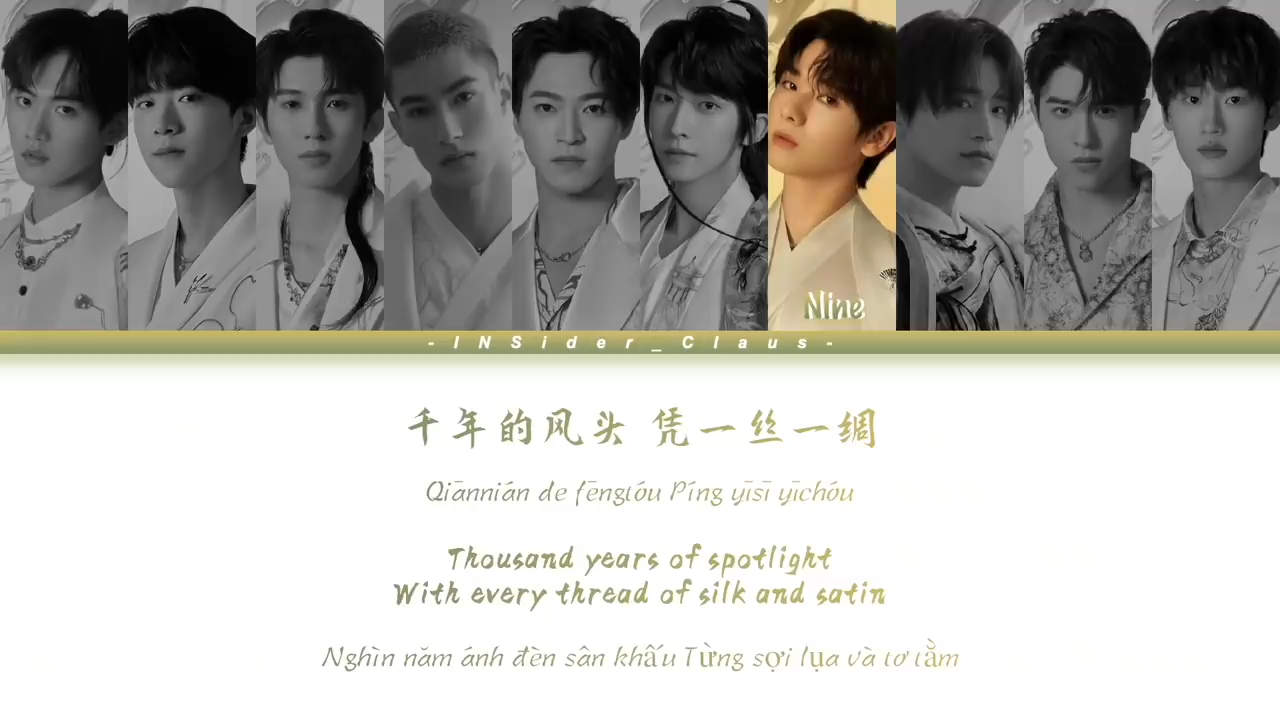 Nine
- INSider_Claus -
千年的风头 凭一丝一绸
Qiānnián de fēngtóu Píng yīsī yīchóu
Thousand years of spotlight
With every thread of silk and satin
Nghìn năm ánh đèn sân khấu Từng sợi lụa và tơ tằm